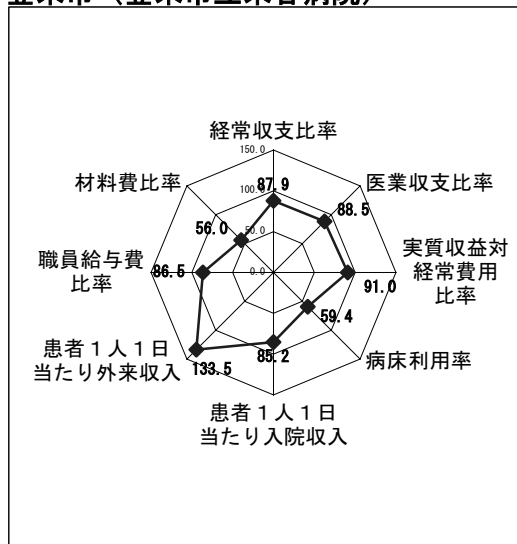 経常収支比率
150.0
100.0
50.0
0.0
87.9
医業収支比率
88.5
実質収益対
経常費用
比率
91.0
病床利用率
59.4
患者１人１日
当たり入院収入
85.2
患者１人１日
当たり外来収入
133.5
職員給与費
比率
86.5
材料費比率
56.0